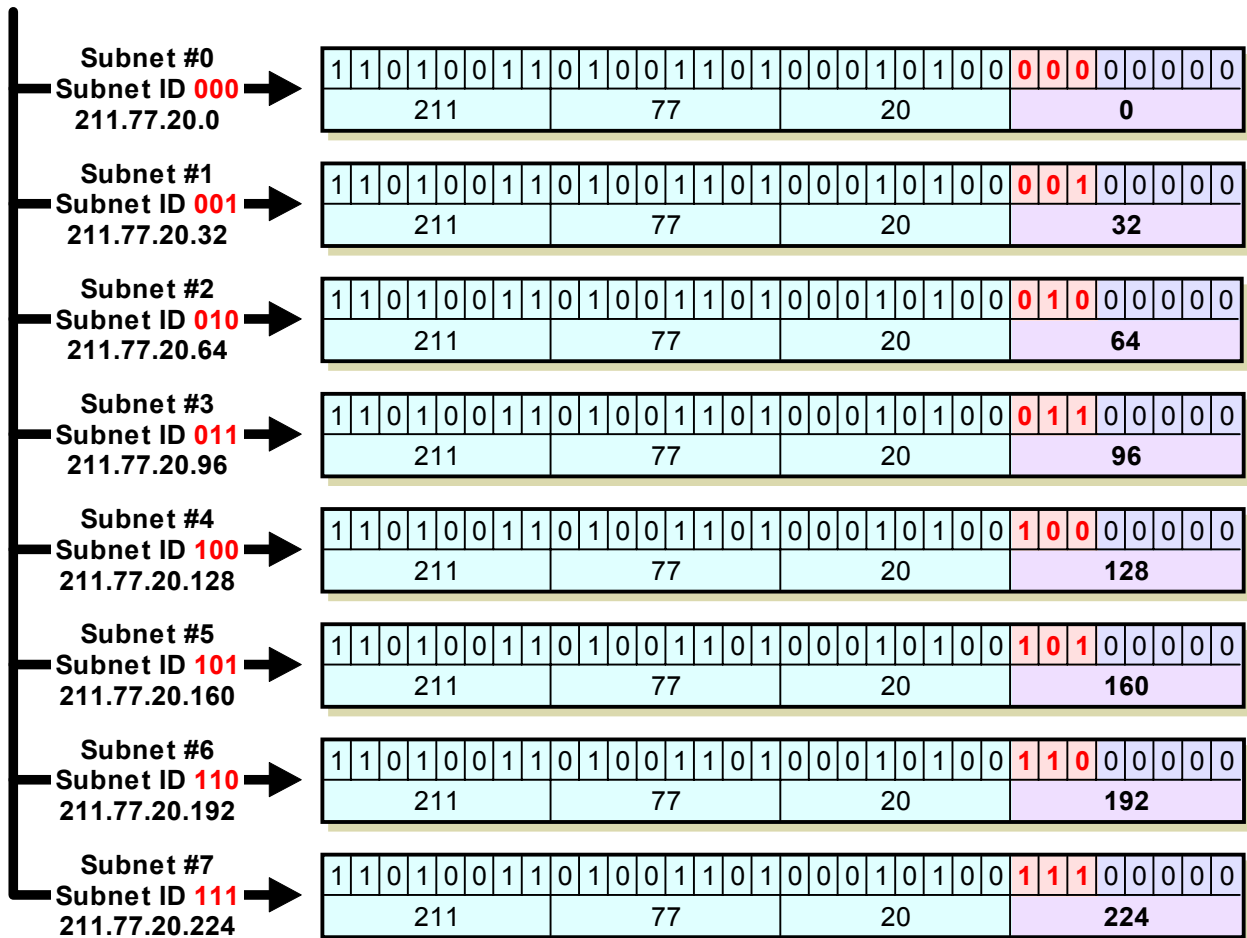 Subnet #0
Subnet ID 000
211.77.20.0
1 1 0 1 0 0 1 1 0 1 0 0 1 1 0 1 0 0 0 1 0 1 0 0 0 0 0 0 0 0 0 0
211 77 20 0
Subnet #1
Subnet ID 001
211.77.20.32
1 1 0 1 0 0 1 1 0 1 0 0 1 1 0 1 0 0 0 1 0 1 0 0 0 0 1 0 0 0 0 0
211 77 20 32
Subnet #2
Subnet ID 010
211.77.20.64
1 1 0 1 0 0 1 1 0 1 0 0 1 1 0 1 0 0 0 1 0 1 0 0 0 1 0 0 0 0 0 0
211 77 20 64
Subnet #3
Subnet ID 011
211.77.20.96
1 1 0 1 0 0 1 1 0 1 0 0 1 1 0 1 0 0 0 1 0 1 0 0 0 1 1 0 0 0 0 0
211 77 20 96
Subnet #4
Subnet ID 100
211.77.20.128
1 1 0 1 0 0 1 1 0 1 0 0 1 1 0 1 0 0 0 1 0 1 0 0 1 0 0 0 0 0 0 0
211 77 20 128
Subnet #5
Subnet ID 101
211.77.20.160
1 1 0 1 0 0 1 1 0 1 0 0 1 1 0 1 0 0 0 1 0 1 0 0 1 0 1 0 0 0 0 0
211 77 20 160
Subnet #6
Subnet ID 110
211.77.20.192
1 1 0 1 0 0 1 1 0 1 0 0 1 1 0 1 0 0 0 1 0 1 0 0 1 1 0 0 0 0 0 0
211 77 20 192
Subnet #7
Subnet ID 111
211.77.20.224
1 1 0 1 0 0 1 1 0 1 0 0 1 1 0 1 0 0 0 1 0 1 0 0 1 1 1 0 0 0 0 0
211 77 20 224